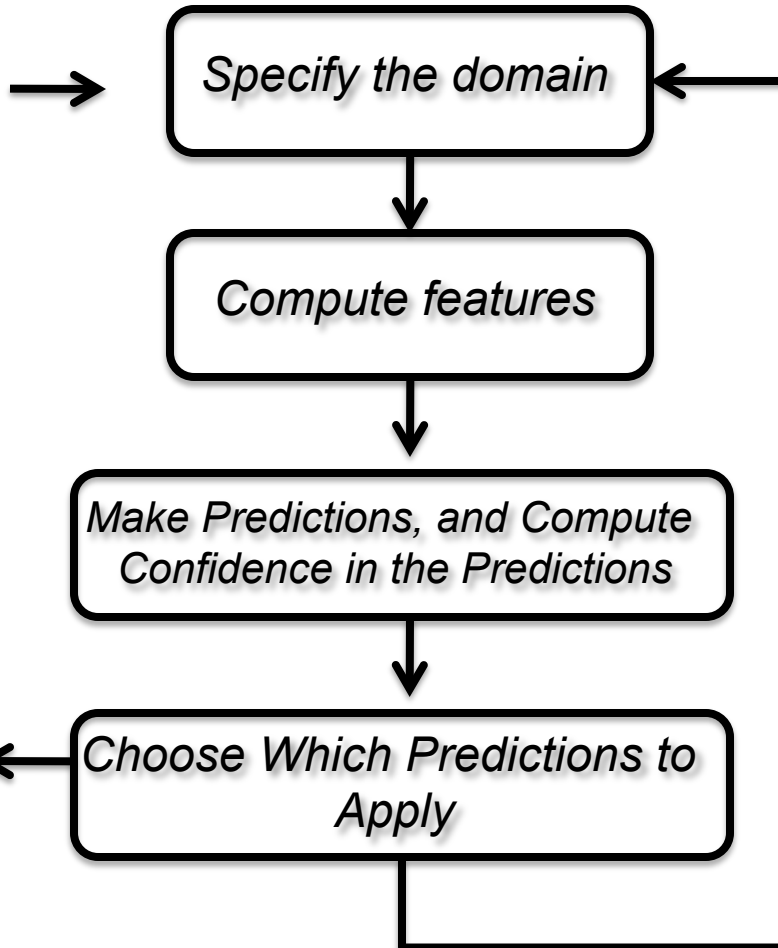 Specify the domain
Compute features
Make Predictions, and Compute
Confidence in the Predictions
Choose Which Predictions to
Apply